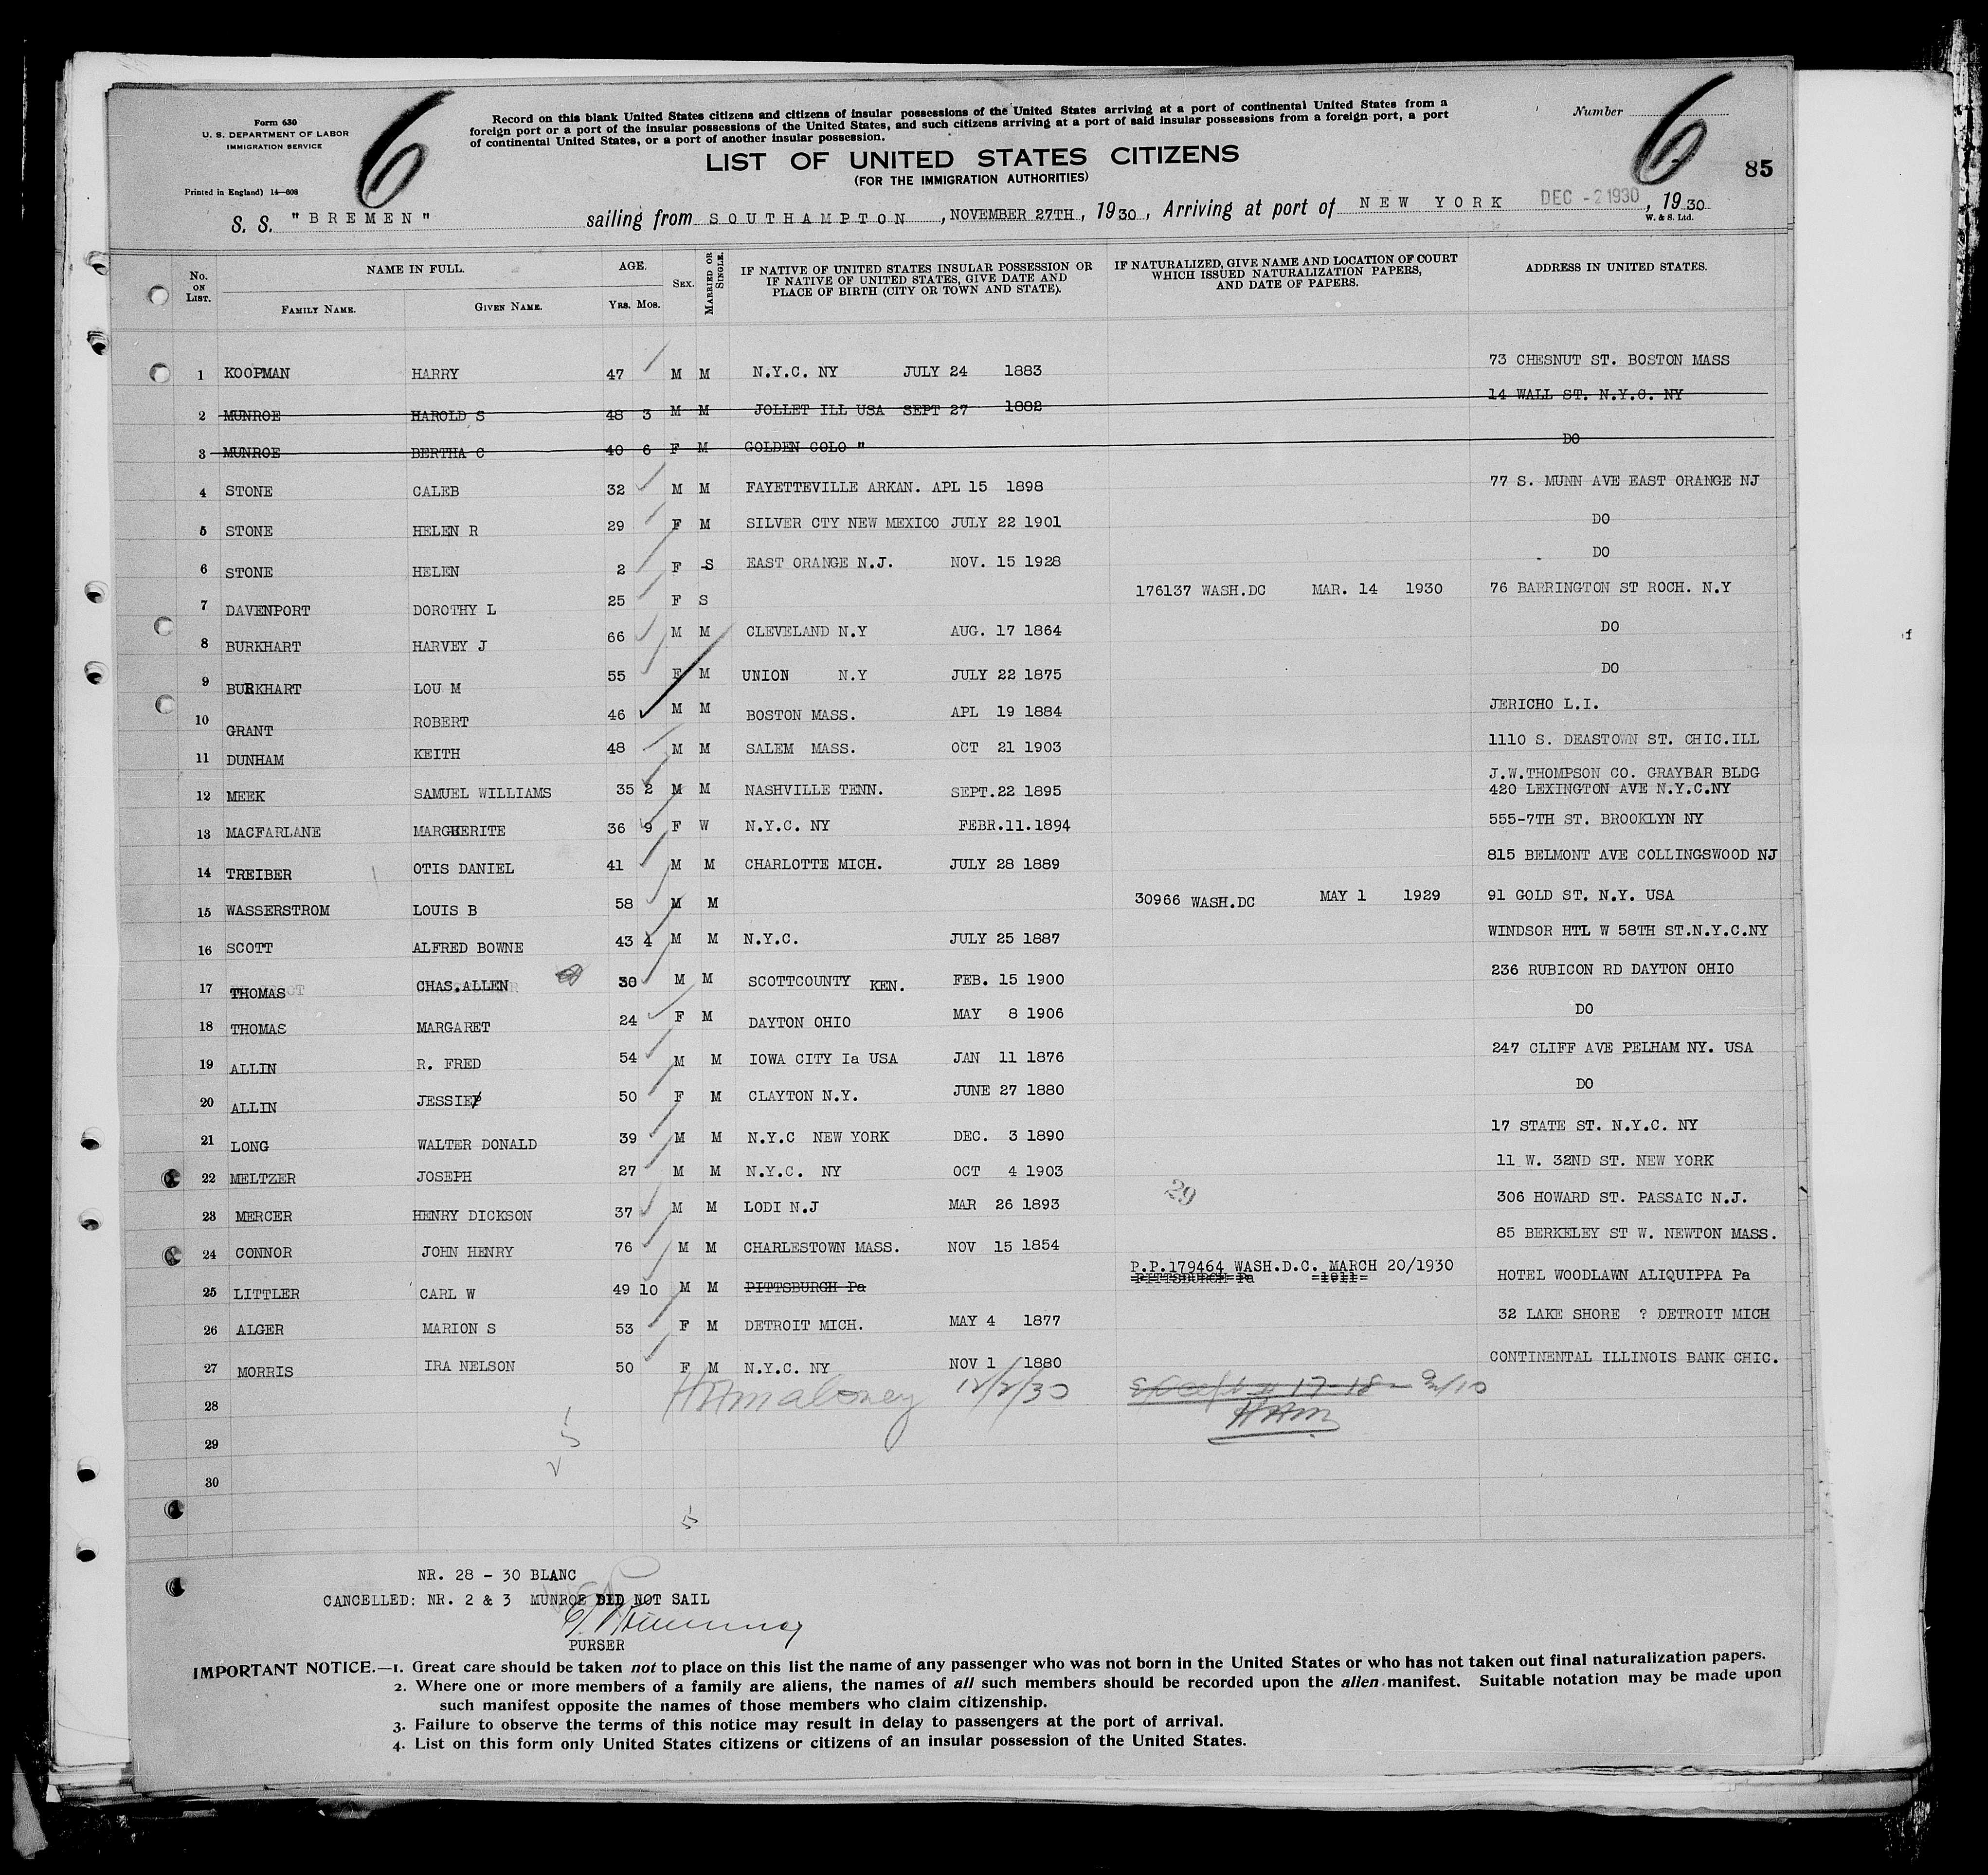 Form 630
U. S. DEPARTMENT OF LABOR
IMMIGRATION SERVICE
Printed in England) 14—608
6
Record on this blank United States citizens and citizens of insular possessions of the United States arriving at a port of continental United States from a
foreign port or a port of the insular possessions of the United States, and such citizens arriving at a port of said insular possessions from a foreign port, a port
of continental United States, or a port of another insular possession.
Number
6
85
LIST OF UNITED STATES CITIZENS
(FOR THE IMMIGRATION AUTHORITIES)
S. S. "BREMEN" sailing from SOUTHAMPTON, NOVEMBER 27TH, 1930, Arriving at port of NEW YORK DEC - 2 1930, 1930
W. & S. Ltd.
No. ON LIST. NAME IN FULL. FAMILY NAME. GIVEN NAME. AGE. YRS. MOS. SEX. MARRIED OR SINGLE. IF NATIVE OF UNITED STATES INSULAR POSSESSION OR IF NATIVE OF UNITED STATES, GIVE DATE AND PLACE OF BIRTH (CITY OR TOWN AND STATE). IF NATURALIZED, GIVE NAME AND LOCATION OF COURT WHICH ISSUED NATURALIZATION PAPERS, AND DATE OF PAPERS. ADDRESS IN UNITED STATES.
1 KOOPMAN HARRY 47 M M N.Y.C. NY JULY 24 1883 73 CHESNUT ST. BOSTON MASS
2 MUNROE HAROLD S 48 3 M M JOLLET ILL USA SEPT 27 1882 14 WALL ST. N.Y.C. NY
3 MUNROE BERTHA C 40 6 F M GOLDEN COLO " DO
4 STONE CALEB 32 M M FAYETTEVILLE ARKAN. APL 15 1898 77 S. MUNN AVE EAST ORANGE NJ
5 STONE HELEN R 29 F M SILVER CTY NEW MEXICO JULY 22 1901 DO
6 STONE HELEN 2 F S EAST ORANGE N.J. NOV. 15 1928 DO
7 DAVENPORT DOROTHY L 25 F S 176137 WASH.DC MAR. 14 1930 76 BARRINGTON ST ROCH. N.Y
8 BURKHART HARVEY J 66 M M CLEVELAND N.Y AUG. 17 1864 DO
9 BURKHART LOU M 55 F M UNION N.Y JULY 22 1875 DO
10 GRANT ROBERT 46 M M BOSTON MASS. APL 19 1884 JERICHO L.I.
11 DUNHAM KEITH 48 M M SALEM MASS. OCT 21 1903 1110 S. DEASTOWN ST. CHIC.ILL
12 MEEK SAMUEL WILLIAMS 35 2 M M NASHVILLE TENN. SEPT.22 1895 J.W.THOMPSON CO. GRAYBAR BLDG
420 LEXINGTON AVE N.Y.C.NY
13 MACFARLANE MARGUERITE 36 9 F W N.Y.C. NY FEBR.11.1894 555-7TH ST. BROOKLYN NY
14 TREIBER OTIS DANIEL 41 M M CHARLOTTE MICH. JULY 28 1889 815 BELMONT AVE COLLINGSWOOD NJ
15 WASSERSTROM LOUIS B 58 M M 30966 WASH.DC MAY 1 1929 91 GOLD ST. N.Y. USA
16 SCOTT ALFRED BOWNE 43 4 M M N.Y.C. JULY 25 1887 WINDSOR HTL W 58TH ST.N.Y.C.NY
17 THOMAS CHAS.ALLEN 30 M M SCOTTCOUNTY KEN. FEB. 15 1900 236 RUBICON RD DAYTON OHIO
18 THOMAS MARGARET 24 F M DAYTON OHIO MAY 8 1906 DO
19 ALLIN R. FRED 54 M M IOWA CITY Ia USA JAN 11 1876 247 CLIFF AVE PELHAM NY. USA
20 ALLIN JESSIE 50 F M CLAYTON N.Y. JUNE 27 1880 DO
21 LONG WALTER DONALD 39 M M N.Y.C NEW YORK DEC. 3 1890 17 STATE ST. N.Y.C. NY
22 MELTZER JOSEPH 27 M M N.Y.C. NY OCT 4 1903 11 W. 32ND ST. NEW YORK
23 MERCER HENRY DICKSON 37 M M LODI N.J MAR 26 1893 29 306 HOWARD ST. PASSAIC N.J.
24 CONNOR JOHN HENRY 76 M M CHARLESTOWN MASS. NOV 15 1854 85 BERKELEY ST W. NEWTON MASS.
25 LITTLER CARL W 49 10 M M PITTSBURGH Pa P.P.179464 WASH.D.C. MARCH 20/1930 HOTEL WOODLAWN ALIQUIPPA Pa
PITTSBURGH Pa -1911-
26 ALGER MARION S 53 F M DETROIT MICH. MAY 4 1877 32 LAKE SHORE ? DETROIT MICH
27 MORRIS IRA NELSON 50 F M N.Y.C. NY NOV 1 1880 CONTINENTAL ILLINOIS BANK CHIC.
28 HHmaloney 12/2/30 Except # 17-18
HHM
29
30
NR. 28 - 30 BLANC
CANCELLED: NR. 2 & 3 MUNROE DID NOT SAIL
PURSER
IMPORTANT NOTICE.—1. Great care should be taken not to place on this list the name of any passenger who was not born in the United States or who has not taken out final naturalization papers.
2. Where one or more members of a family are aliens, the names of all such members should be recorded upon the alien manifest. Suitable notation may be made upon
such manifest opposite the names of those members who claim citizenship.
3. Failure to observe the terms of this notice may result in delay to passengers at the port of arrival.
4. List on this form only United States citizens or citizens of an insular possession of the United States.